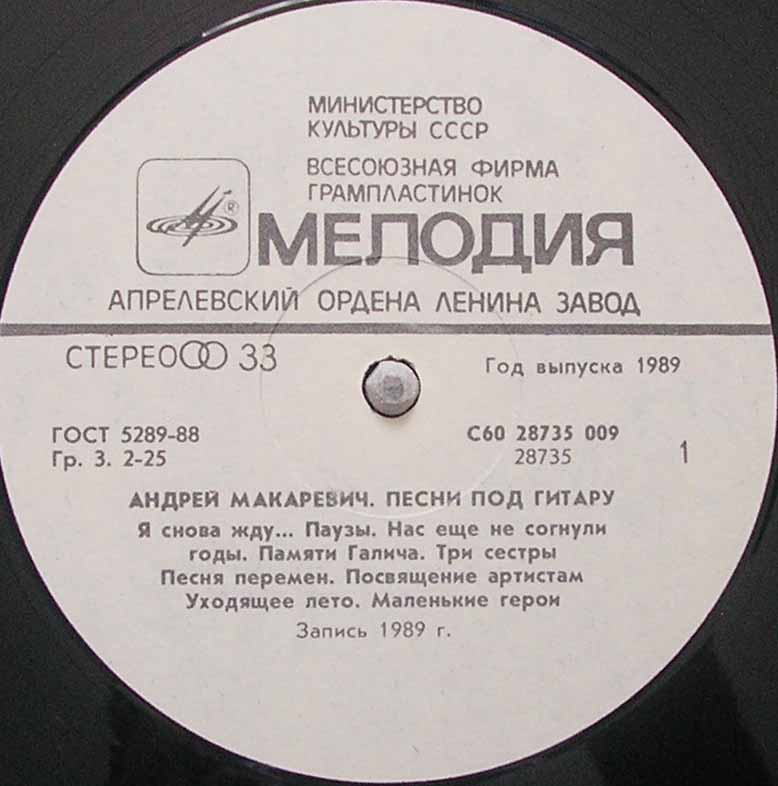 МИНИСТЕРСТВО
КУЛЬТУРЫ СССР
ВСЕСОЮЗНАЯ ФИРМА
ГРАМПЛАСТИНОК
®
МЕЛОДИЯ
АПРЕЛЕВСКИЙ ОРДЕНА ЛЕНИНА ЗАВОД
СТЕРЕО 33
Год выпуска 1989
ГОСТ 5289-88
Гр. 3. 2-25
С60 28735 009
28735
1
АНДРЕЙ МАКАРЕВИЧ. ПЕСНИ ПОД ГИТАРУ
Я снова жду... Паузы. Нас еще не согнули
годы. Памяти Галича. Три сестры
Песня перемен. Посвящение артистам
Уходящее лето. Маленькие герои
Запись 1989 г.